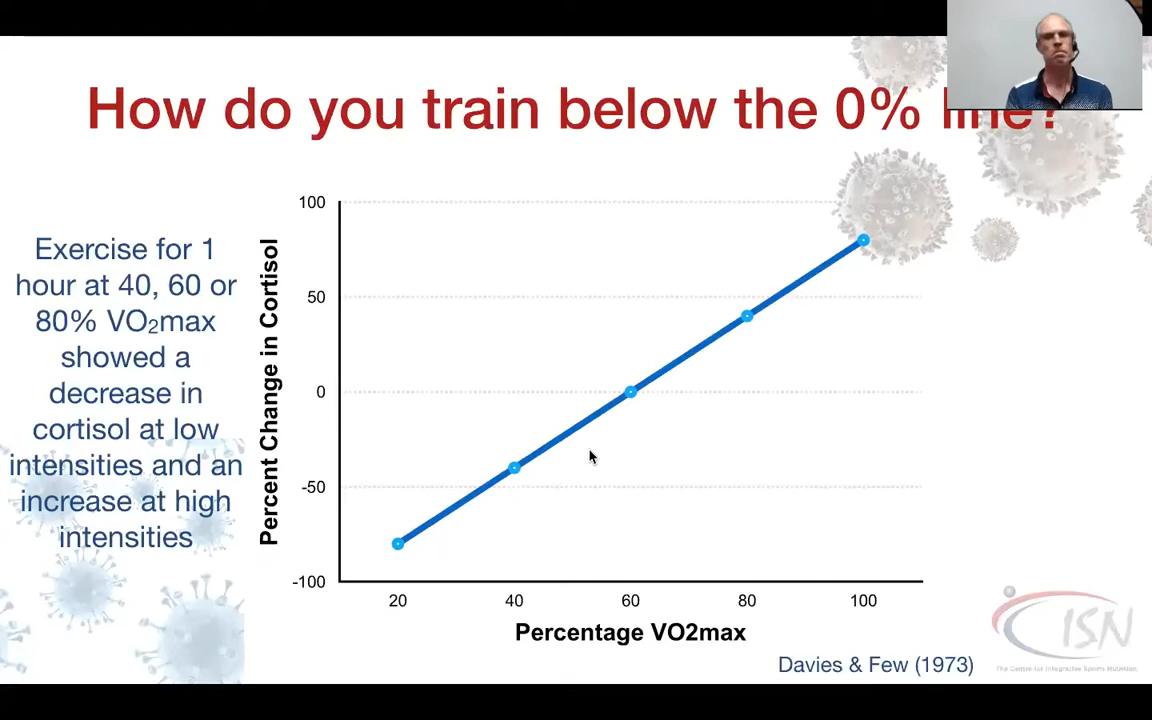 How do you train below the 0% line?
Exercise for 1
hour at 40, 60 or
80% VO₂max
showed a
decrease in
cortisol at low
intensities and an
increase at high
intensities
Percent Change in Cortisol
100
50
0
-50
-100
20 40 60 80 100
Percentage VO2max
Davies & Few (1973)
ISN
The Centre for Integrative Sports Nutrition